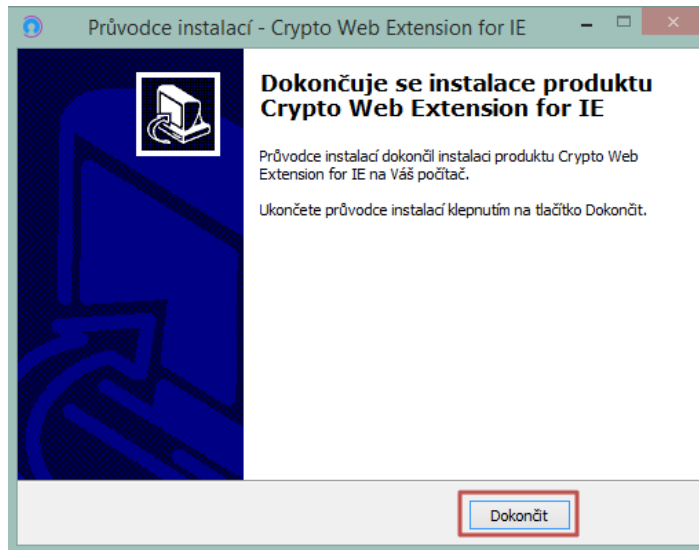 Průvodce instalací - Crypto Web Extension for IE
Dokončuje se instalace produktu
Crypto Web Extension for IE
Průvodce instalací dokončil instalaci produktu Crypto Web
Extension for IE na Váš počítač.
Ukončete průvodce instalací klepnutím na tlačítko Dokončit.
Dokončit